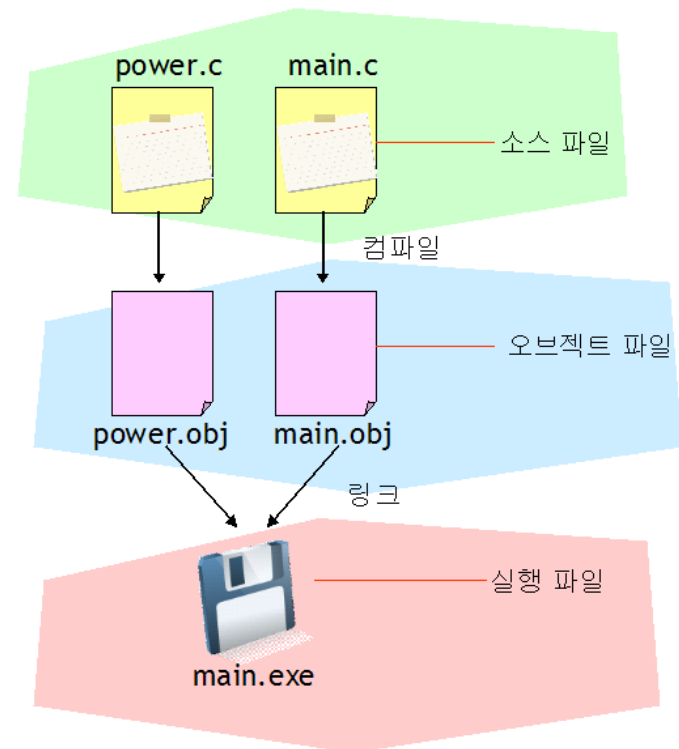 power.c main.c
소스 파일
컴파일
오브젝트 파일
power.obj main.obj
링크
실행 파일
main.exe